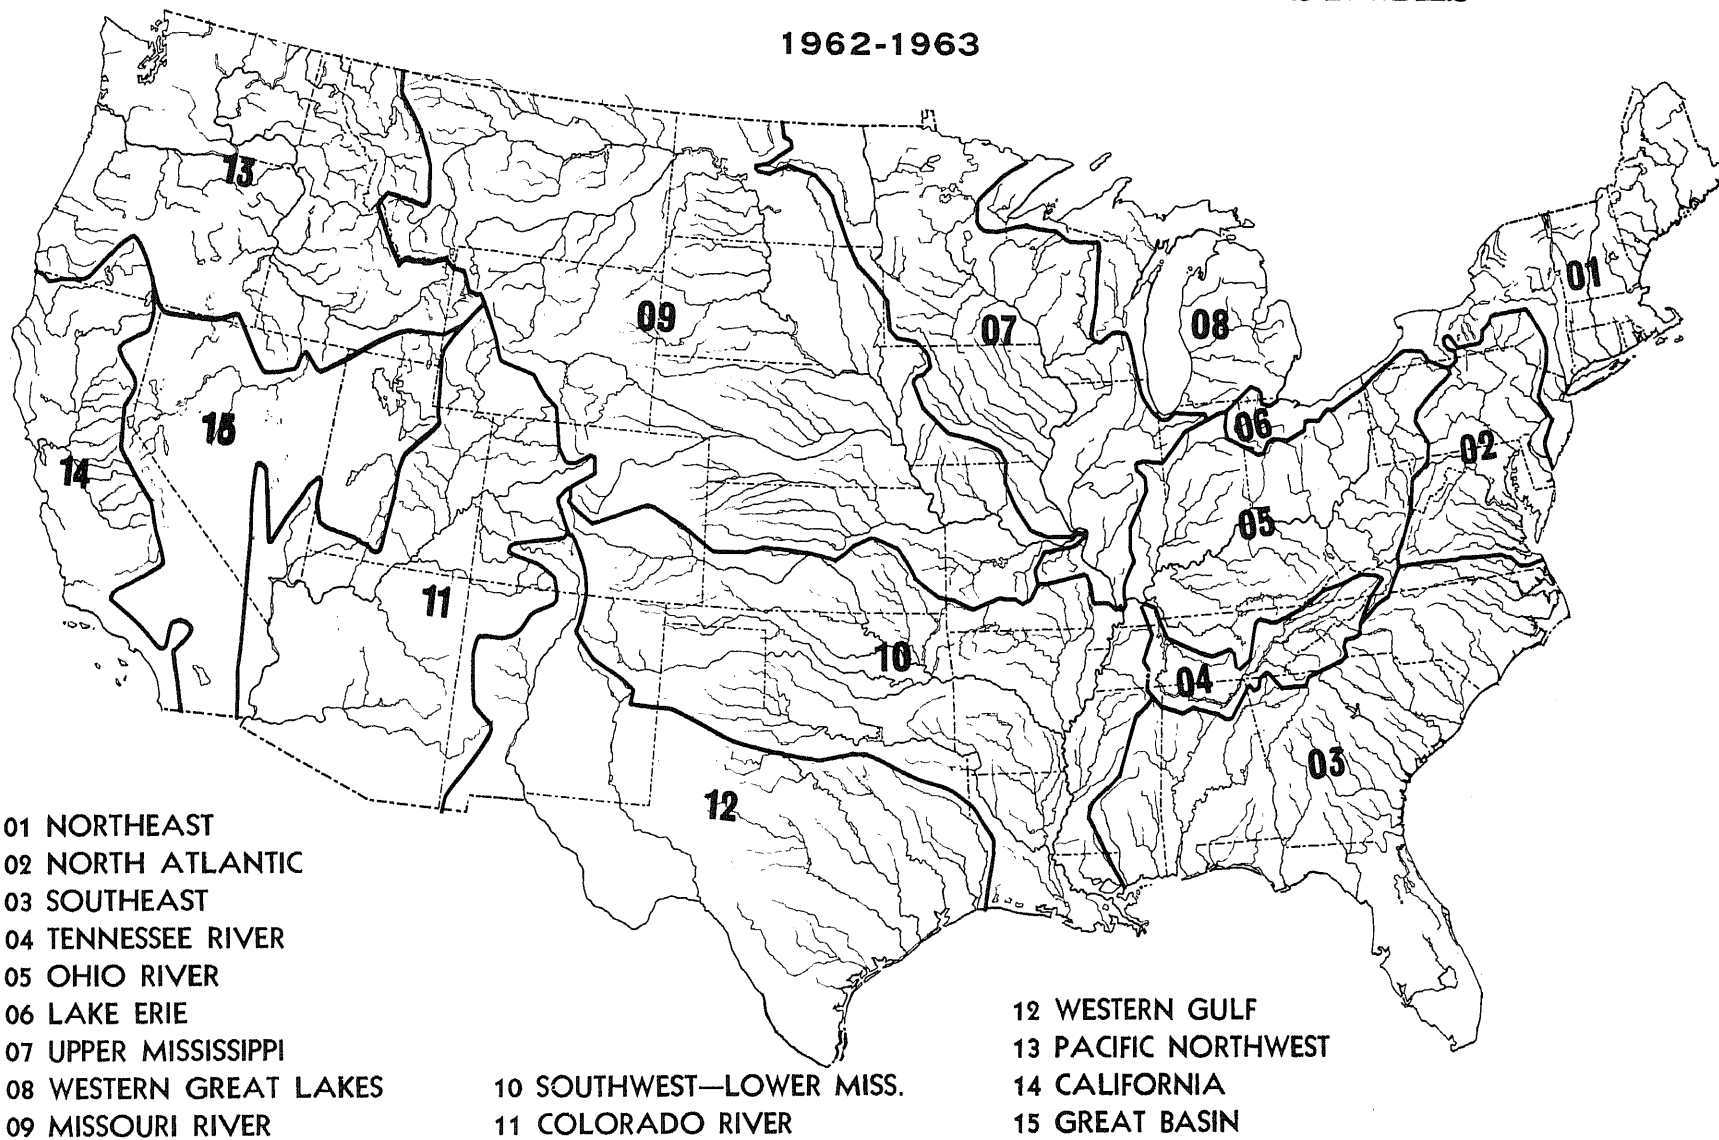 1962-1963
13
01
09
07
08
15
06
14
02
05
11
10
04
03
12
01 NORTHEAST
02 NORTH ATLANTIC
03 SOUTHEAST
04 TENNESSEE RIVER
05 OHIO RIVER
06 LAKE ERIE
07 UPPER MISSISSIPPI
08 WESTERN GREAT LAKES
09 MISSOURI RIVER
10 SOUTHWEST—LOWER MISS.
11 COLORADO RIVER
12 WESTERN GULF
13 PACIFIC NORTHWEST
14 CALIFORNIA
15 GREAT BASIN